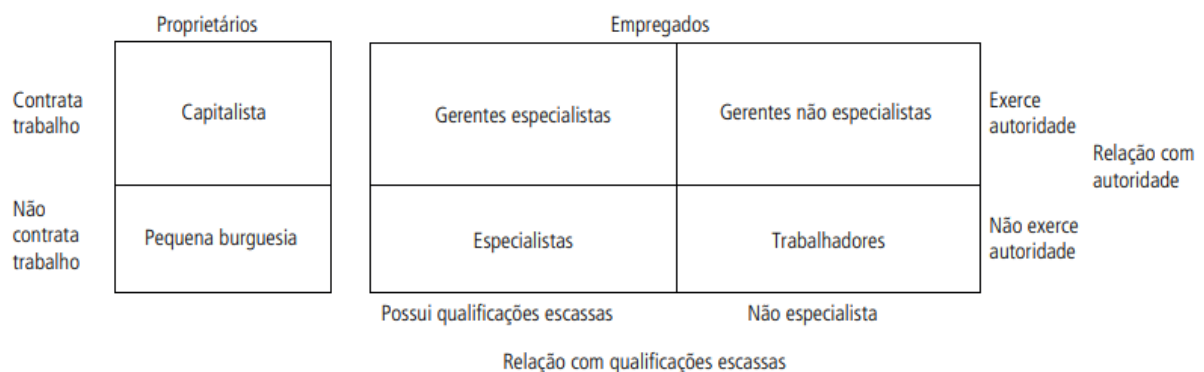 Proprietários
Empregados
Contrata
trabalho
Capitalista
Gerentes especialistas
Gerentes não especialistas
Exerce
autoridade
Relação com
autoridade
Não
contrata
trabalho
Pequena burguesia
Especialistas
Trabalhadores
Não exerce
autoridade
Possui qualificações escassas
Não especialista
Relação com qualificações escassas